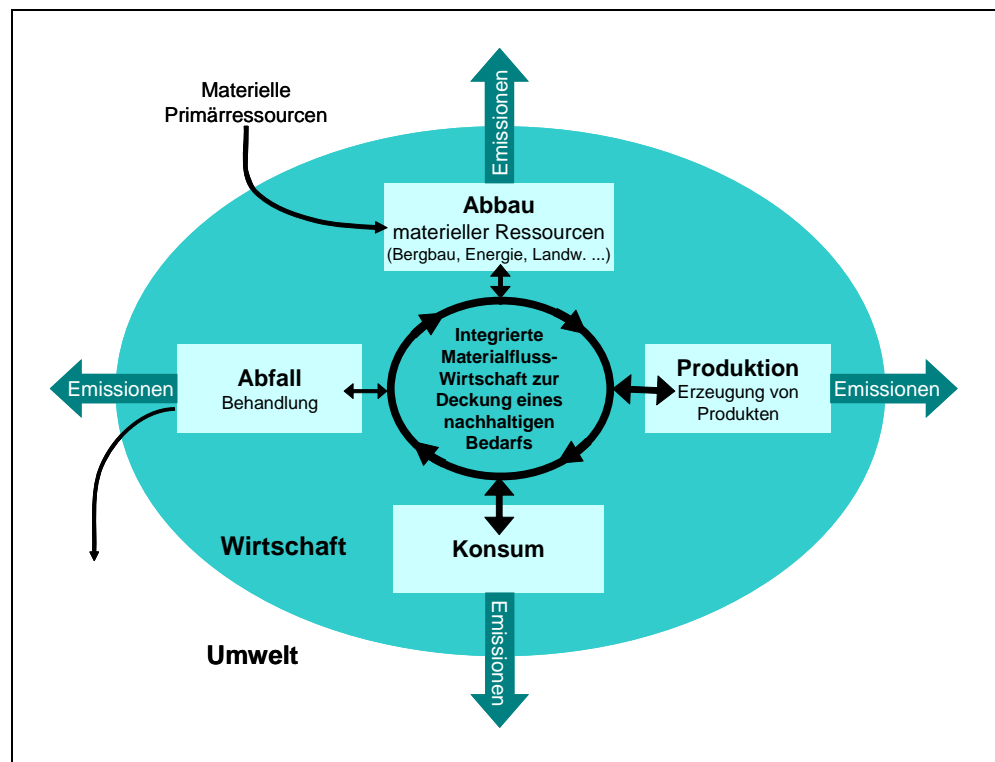 Emissionen
Materielle
Primärressourcen
Abbau
materieller Ressourcen
(Bergbau, Energie, Landw. ...)
Integrierte
Materialfluss-
Wirtschaft zur
Deckung eines
nachhaltigen
Bedarfs
Emissionen
Abfall
Behandlung
Produktion
Erzeugung von
Produkten
Emissionen
Konsum
Wirtschaft
Emissionen
Umwelt